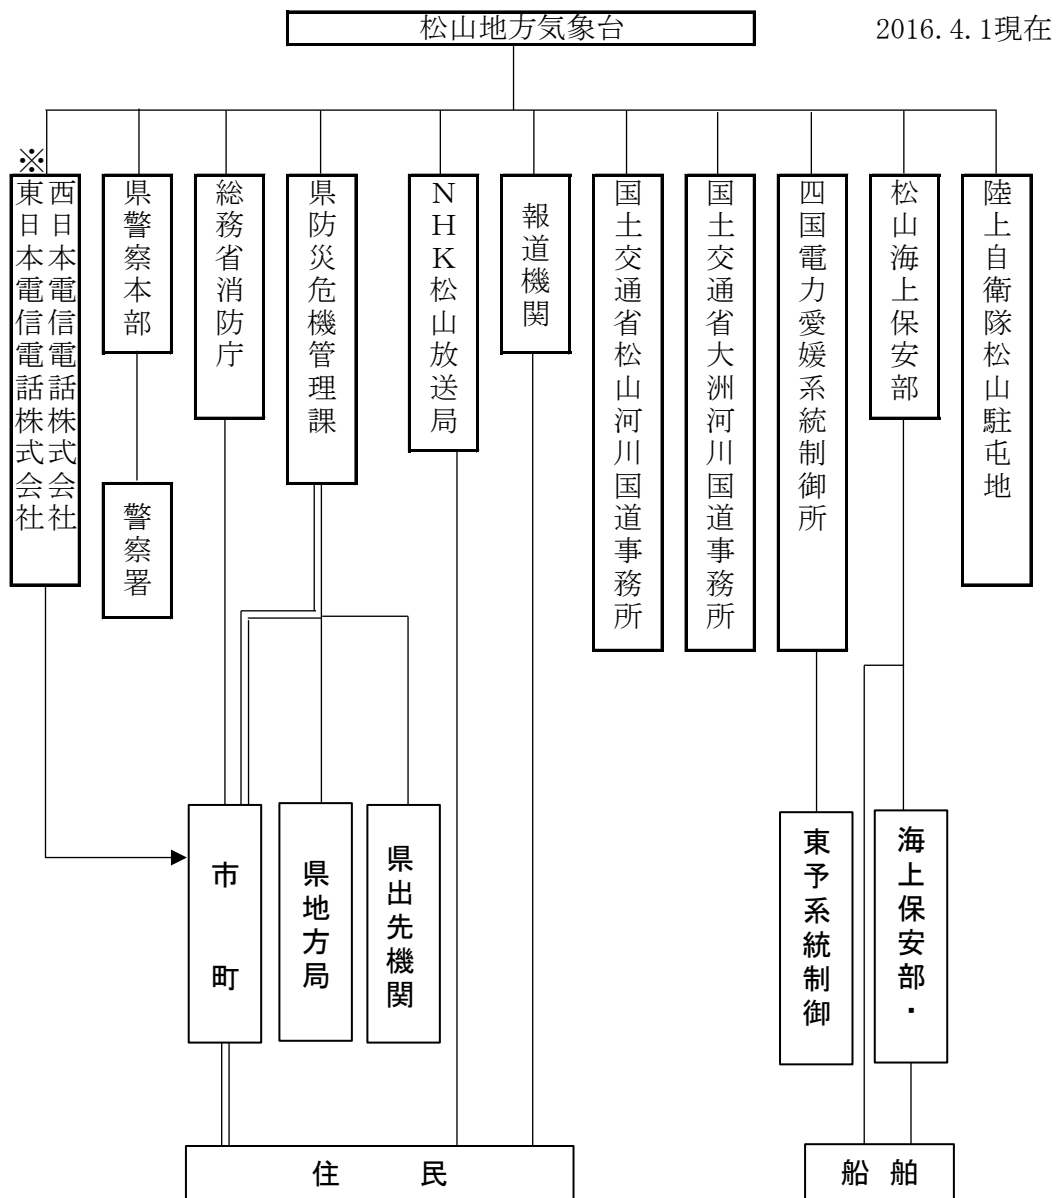 松山地方気象台
2016.4.1現在
※
西日本電信電話株式会社
東日本電信電話株式会社
県警察本部
総務省消防庁
県防災危機管理課
NHK松山放送局
報道機関
国土交通省松山河川国道事務所
国土交通省大洲河川国道事務所
四国電力愛媛系統制御所
松山海上保安部
陸上自衛隊松山駐屯地
警察署
市 町
県地方局
県出先機関
東予系統制御
海上保安部・
住 民
船 舶